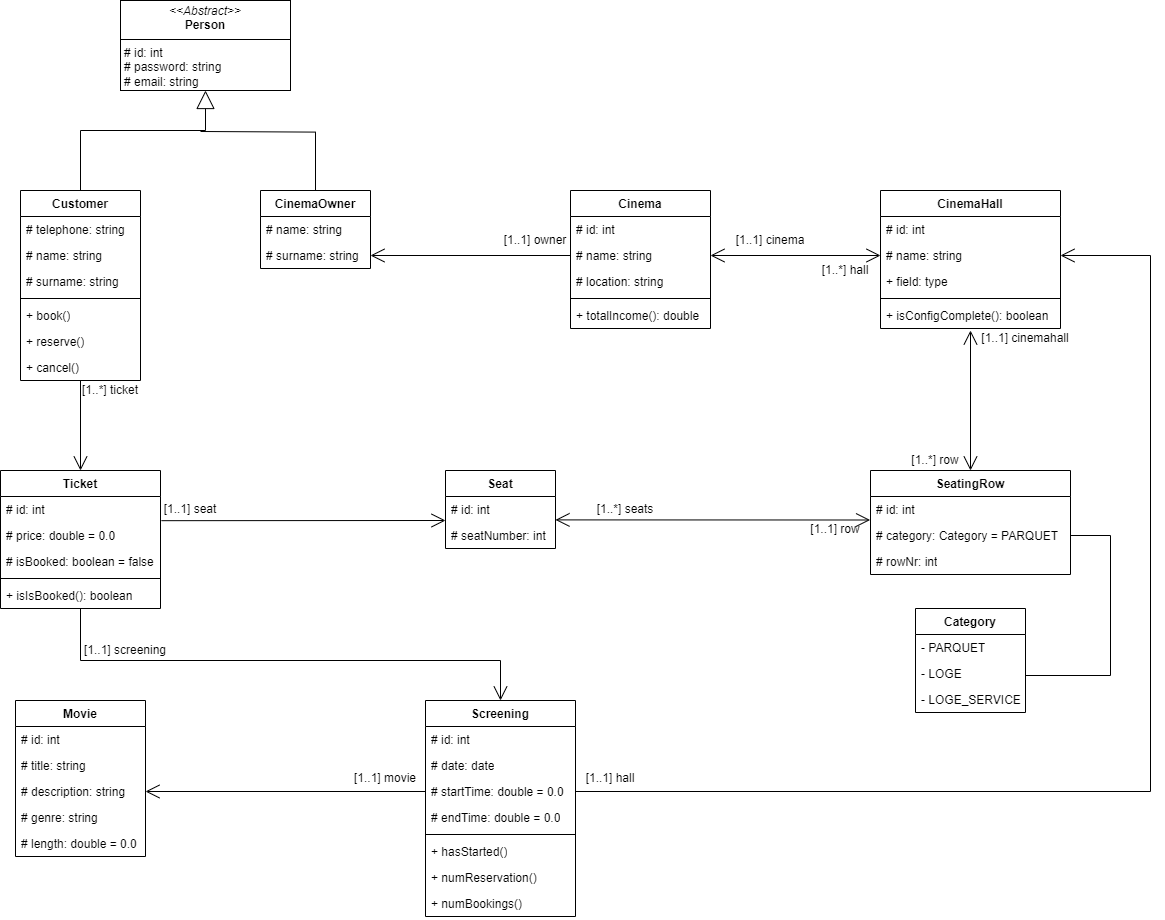 <<Abstract>>
Person
# id: int
# password: string
# email: string
Customer
# telephone: string
# name: string
# surname: string
+ book()
+ reserve()
+ cancel()
[1..*] ticket
CinemaOwner
# name: string
# surname: string
[1..1] owner
Cinema
# id: int
# name: string
# location: string
+ totalIncome(): double
[1..1] cinema
[1..*] hall
CinemaHall
# id: int
# name: string
+ field: type
+ isConfigComplete(): boolean
[1..1] cinemahall
[1..*] row
Ticket
# id: int
# price: double = 0.0
# isBooked: boolean = false
+ isIsBooked(): boolean
[1..1] seat
Seat
# id: int
# seatNumber: int
[1..*] seats
[1..1] row
SeatingRow
# id: int
# category: Category = PARQUET
# rowNr: int
Category
- PARQUET
- LOGE
- LOGE_SERVICE
[1..1] screening
Movie
# id: int
# title: string
# description: string
# genre: string
# length: double = 0.0
[1..1] movie
Screening
# id: int
# date: date
# startTime: double = 0.0
# endTime: double = 0.0
+ hasStarted()
+ numReservation()
+ numBookings()
[1..1] hall